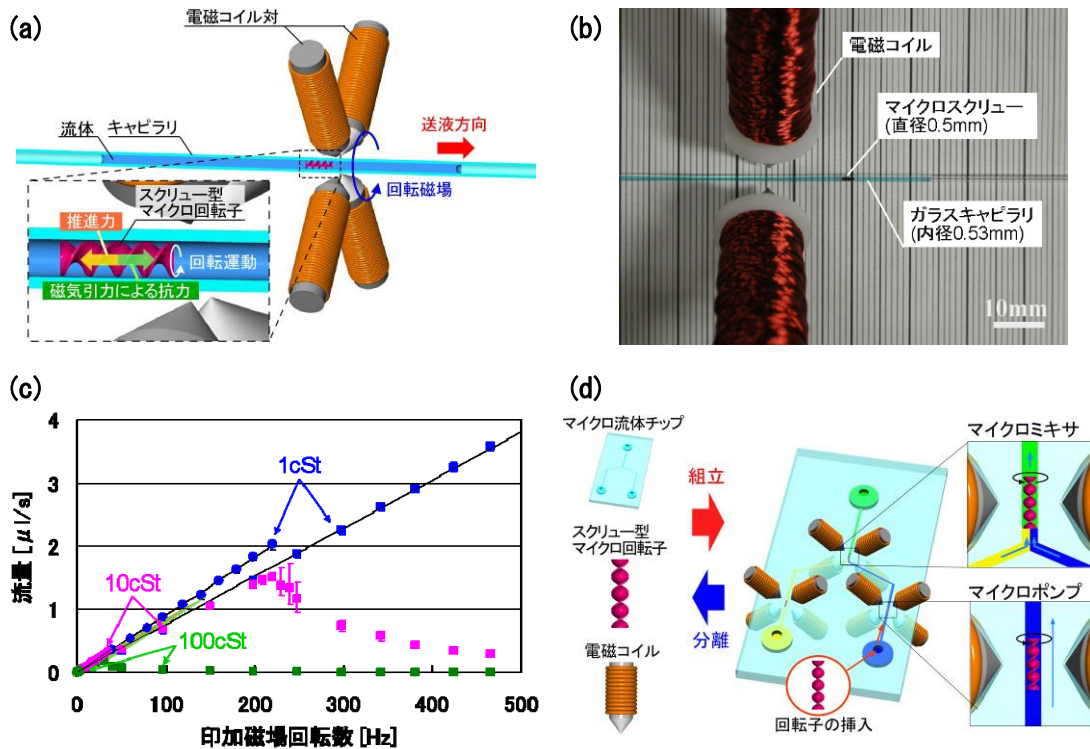 (a)
電磁コイル対
流体
キャピラリ
送液方向
回転磁場
スクリュー型
マイクロ回転子
推進力
回転運動
磁気引力による抗力
(b)
電磁コイル
マイクロスクリュー
(直径0.5mm)
ガラスキャピラリ
(内径0.53mm)
10mm
(c)
4
3
2
1
0
流量 [μl/s]
1cSt
10cSt
100cSt
0
100
200
300
400
500
印加磁場回転数 [Hz]
(d)
マイクロ流体チップ
スクリュー型
マイクロ回転子
電磁コイル
組立
分離
回転子の挿入
マイクロミキサ
マイクロポンプ